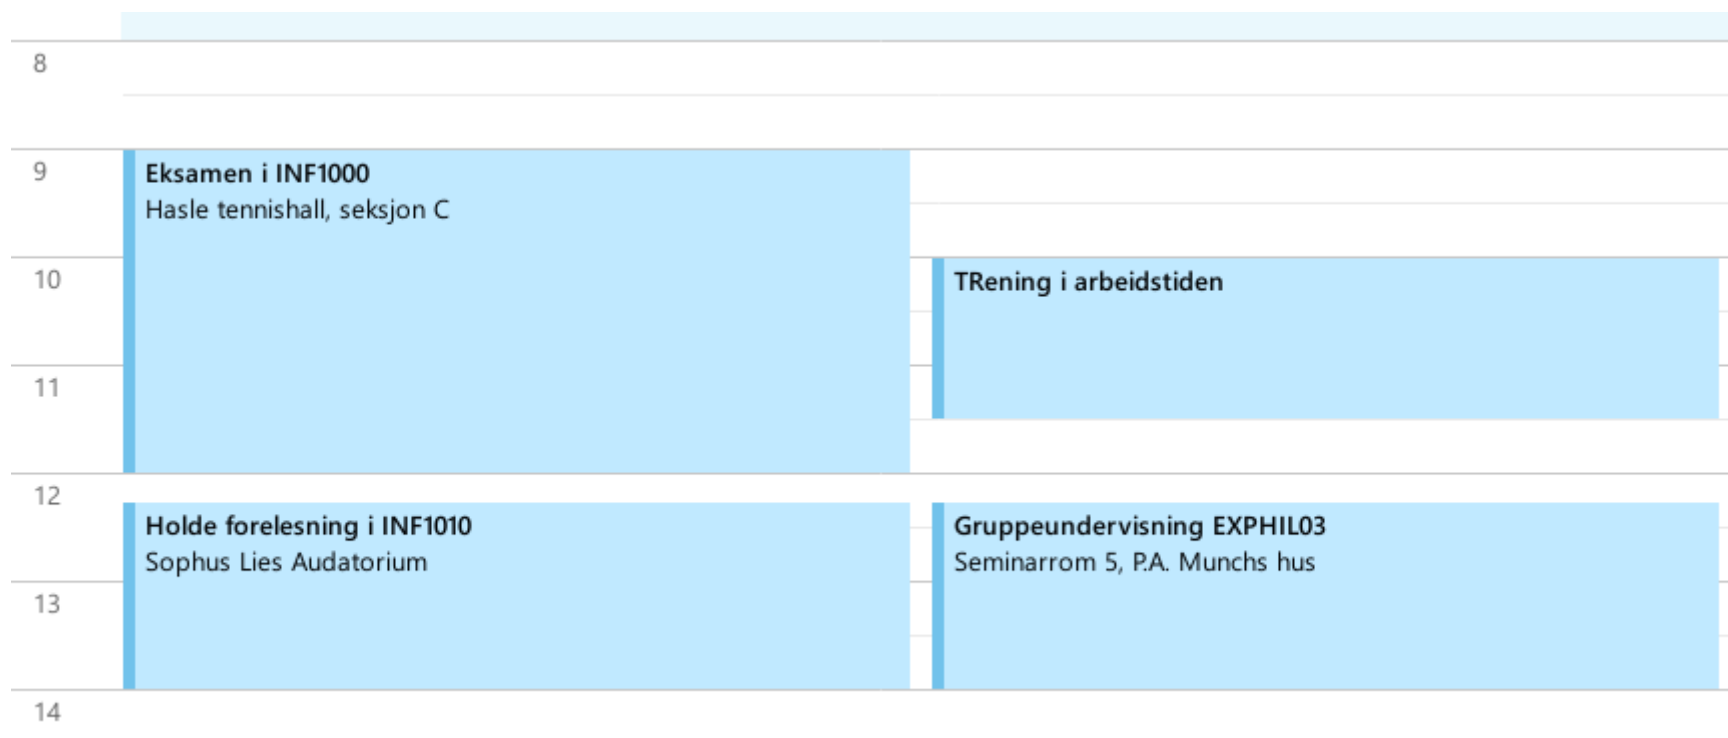 8
9
Eksamen i INF1000
Hasle tennishall, seksjon C
10
TRening i arbeidstiden
11
12
Holde forelesning i INF1010
Sophus Lies Audatorium
Gruppeundervisning EXPHIL03
Seminarrom 5, P.A. Munchs hus
13
14